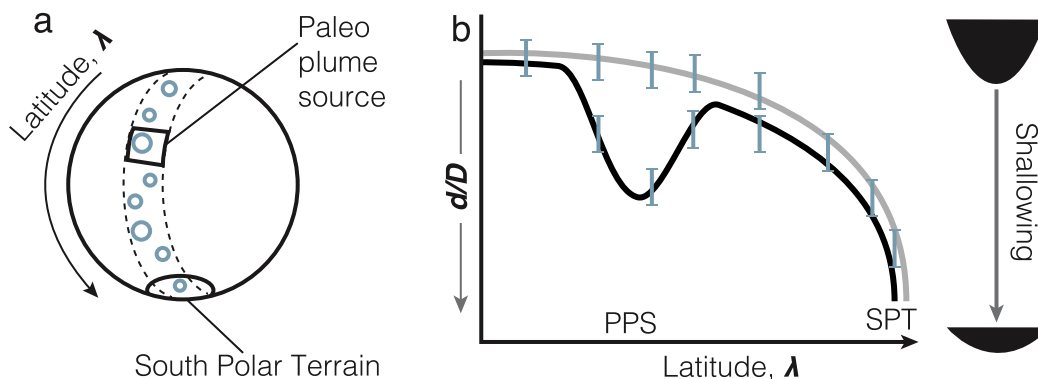 a
Latitude, λ
Paleo
plume
source
South Polar Terrain
b
d/D
PPS
SPT
Latitude, λ
Shallowing